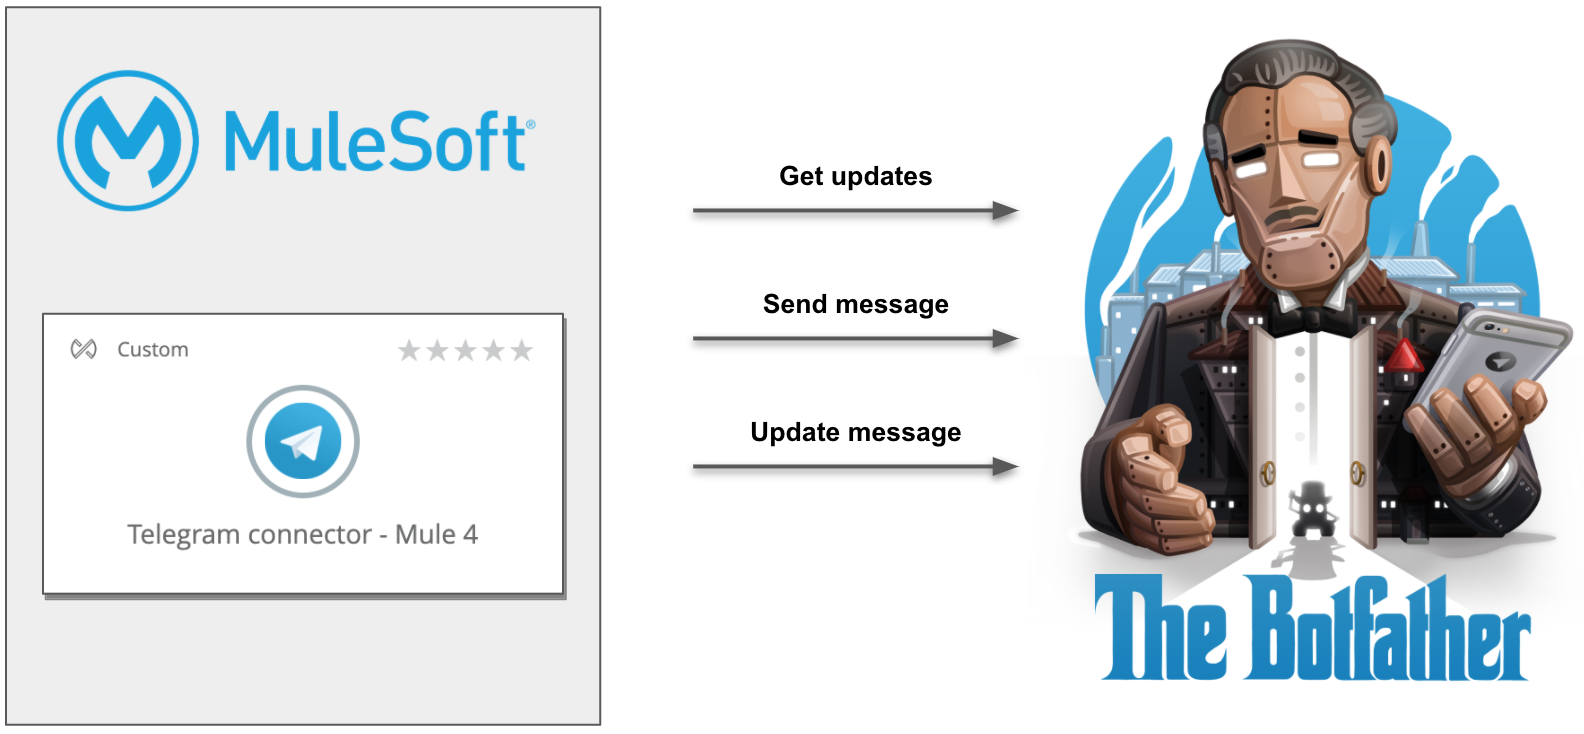 MuleSoft®
Custom
Telegram connector - Mule 4
Get updates
Send message
Update message
The Botfather